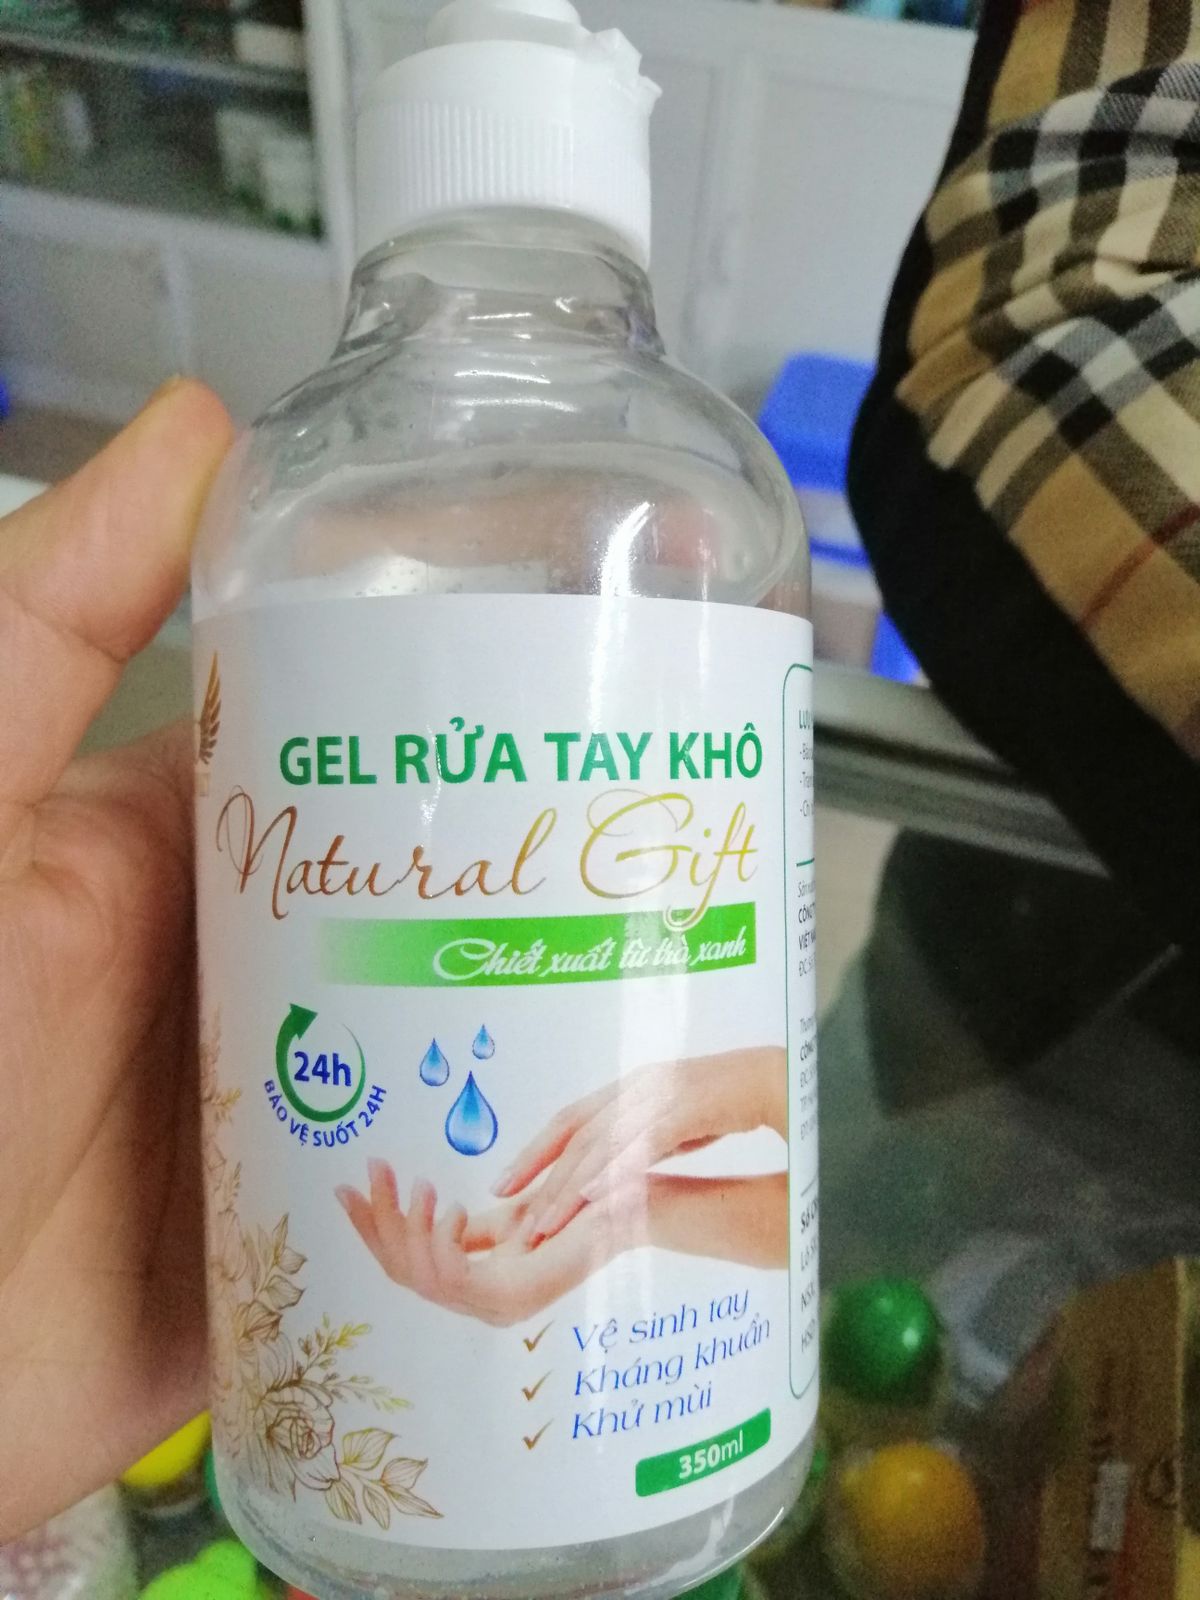 GEL RỬA TAY KHÔ
Natural Gift
Chiết xuất từ trà xanh
24h
BẢO VỆ SUỐT 24H
Vệ sinh tay
Kháng khuẩn
Khử mùi
350ml